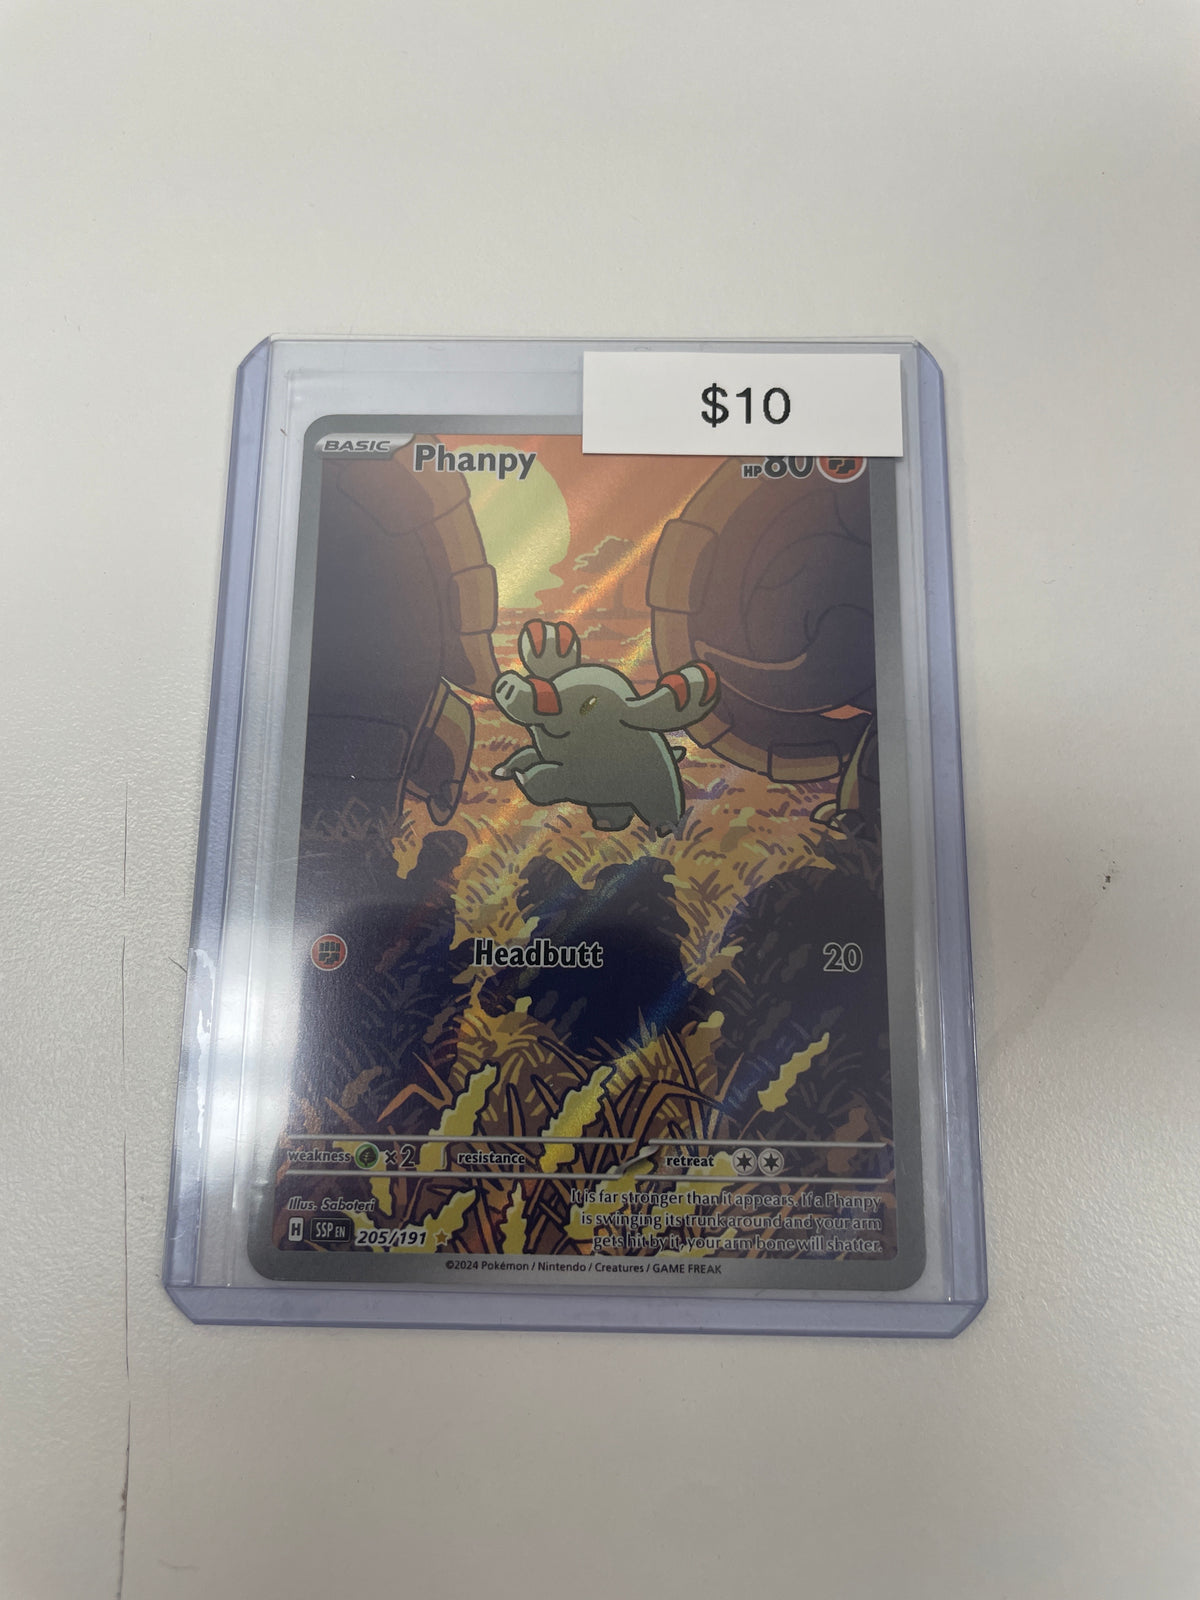 $10
BASIC Phanpy HP 80
Headbutt 20
weakness ×2 resistance retreat
Illus. Saboteri
It is far stronger than it appears. If a Phanpy
is swinging its trunk around and your arm
gets hit by it, your arm bone will shatter.
H SSP EN 205/191
©2024 Pokémon / Nintendo / Creatures / GAME FREAK